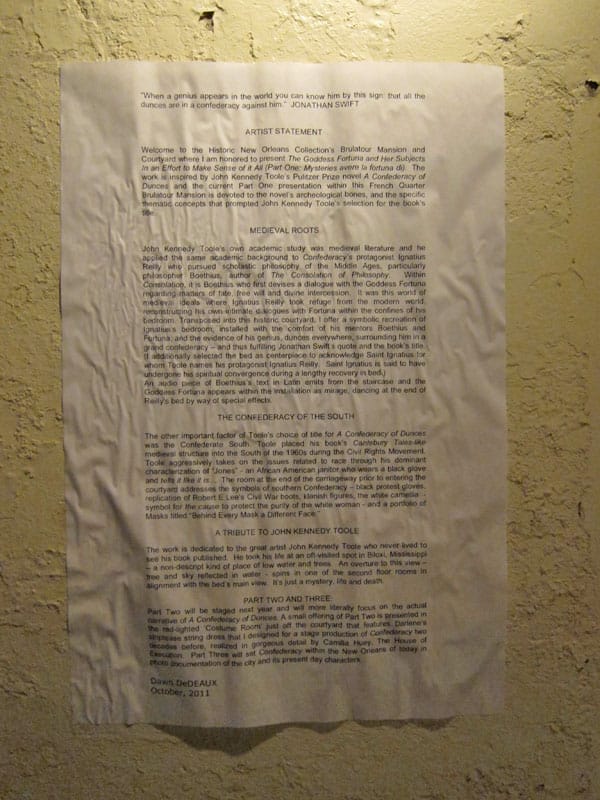 "When a genius appears in the world you can know him by this sign: that all the
dunces are in a confederacy against him." JONATHAN SWIFT
ARTIST STATEMENT
Welcome to the Historic New Orleans Collection's Brulatour Mansion and
Courtyard where I am honored to present The Goddess Fortuna and Her Subjects
in an Effort to Make Sense of it All (Part One: Mysteries avem la fortuna di). The
work is inspired by John Kennedy Toole's Pulitzer Prize novel A Confederacy of
Dunces and the current Part One presentation within this French Quarter
Brulatour Mansion is devoted to the novel's archeological bones, and the specific
thematic concepts that prompted John Kennedy Toole's selection for the book's
title.
MEDIEVAL ROOTS
John Kennedy Toole's own academic study was medieval literature and he
applied the same academic background to Confederacy's protagonist Ignatius
Reilly who pursued scholastic philosophy of the Middle Ages, particularly
philosopher Boethius, author of The Consolation of Philosophy. Within
Consolation, it is Boethius who first devises a dialogue with the Goddess Fortuna
regarding matters of fate, free will and divine intercession. It was this world of
medieval ideals where Ignatius Reilly took refuge from the modern world,
reconstructing his own intimate dialogues with Fortuna within the confines of his
bedroom. Transposed into this historic courtyard, I offer a symbolic recreation of
Ignatius's bedroom, installed with the comfort of his mentors Boethius and
Fortuna, and the evidence of his genius, dunces everywhere, surrounding him in a
grand confederacy – and thus fulfilling Jonathan Swift's quote and the book's title.
(I additionally selected the bed as centerpiece to acknowledge Saint Ignatius for
whom Toole names his protagonist Ignatius Reilly. Saint Ignatius is said to have
undergone his spiritual convergence during a lengthy recovery in bed.)
An audio piece of Boethius's text in Latin emits from the staircase and the
Goddess Fortuna appears within the installation as mirage, dancing at the end of
Reilly's bed by way of special effects.
THE CONFEDERACY OF THE SOUTH
The other important factor of Toole's choice of title for A Confederacy of Dunces
was the Confederate South. Toole placed his book's Canterbury Tales-like
medieval structure into the South of the 1960s during the Civil Rights Movement.
Toole aggressively takes on the issues related to race through his dominant
characterization of "Jones" - an African American janitor who wears a black glove
and tells it like it is... The room at the end of the carriageway prior to entering the
courtyard addresses the symbols of southern Confederacy – black protest gloves,
replication of Robert E Lee's Civil War boots, klanish figures, the white camellia -
symbol for the cause to protect the purity of the white woman - and a portfolio of
Masks titled "Behind Every Mask a Different Face."
A TRIBUTE TO JOHN KENNEDY TOOLE
The work is dedicated to the great artist John Kennedy Toole who never lived to
see his book published. He took his life at an oft-visited spot in Biloxi, Mississippi
– a non-descript kind of place of low water and trees. An overture to this view –
tree and sky reflected in water - spins in one of the second floor rooms in
alignment with the bed's main view. It's just a mystery, life and death.
PART TWO AND THREE:
Part Two will be staged next year and will more literally focus on the actual
narrative of A Confederacy of Dunces. A small offering of Part Two is presented in
the red-lighted 'Costume Room' just off the courtyard that features Darlene's
striptease string dress that I designed for a stage production of Confederacy two
decades before, realized in gorgeous detail by Camilla Huey, The House of
Execution. Part Three will set Confederacy within the New Orleans of today in
photo documentation of the city and its present day characters.
Dawn DeDEAUX
October, 2011